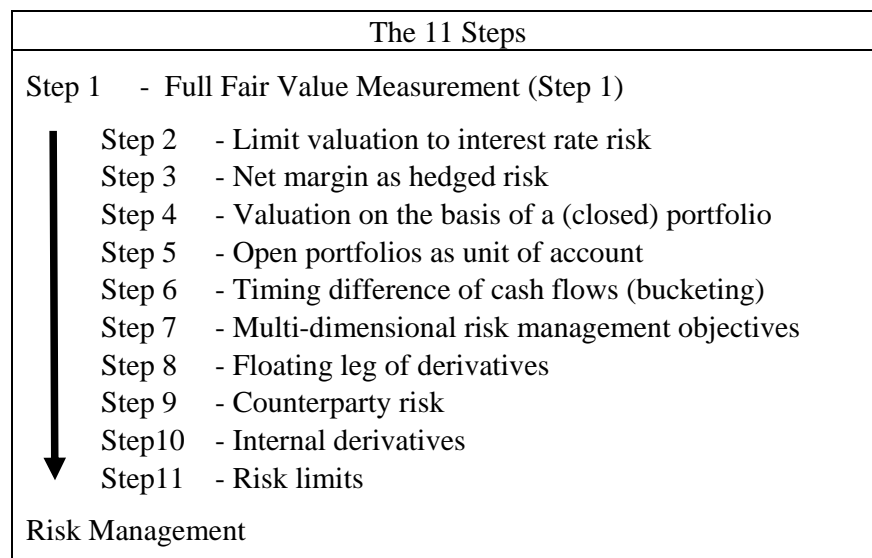 The 11 Steps
Step 1 - Full Fair Value Measurement (Step 1)
Step 2 - Limit valuation to interest rate risk
Step 3 - Net margin as hedged risk
Step 4 - Valuation on the basis of a (closed) portfolio
Step 5 - Open portfolios as unit of account
Step 6 - Timing difference of cash flows (bucketing)
Step 7 - Multi-dimensional risk management objectives
Step 8 - Floating leg of derivatives
Step 9 - Counterparty risk
Step10 - Internal derivatives
Step11 - Risk limits
Risk Management